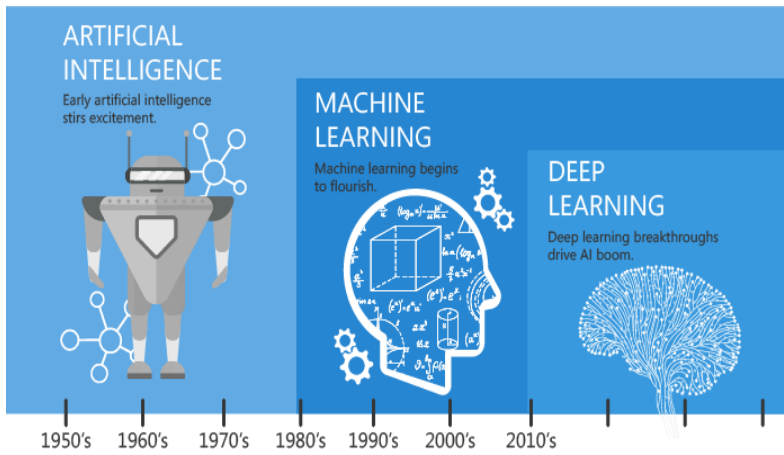 ARTIFICIAL
INTELLIGENCE
Early artificial intelligence
stirs excitement.
MACHINE
LEARNING
Machine learning begins
to flourish.
DEEP
LEARNING
Deep learning breakthroughs
drive AI boom.
1950's 1960's 1970's 1980's 1990's 2000's 2010's